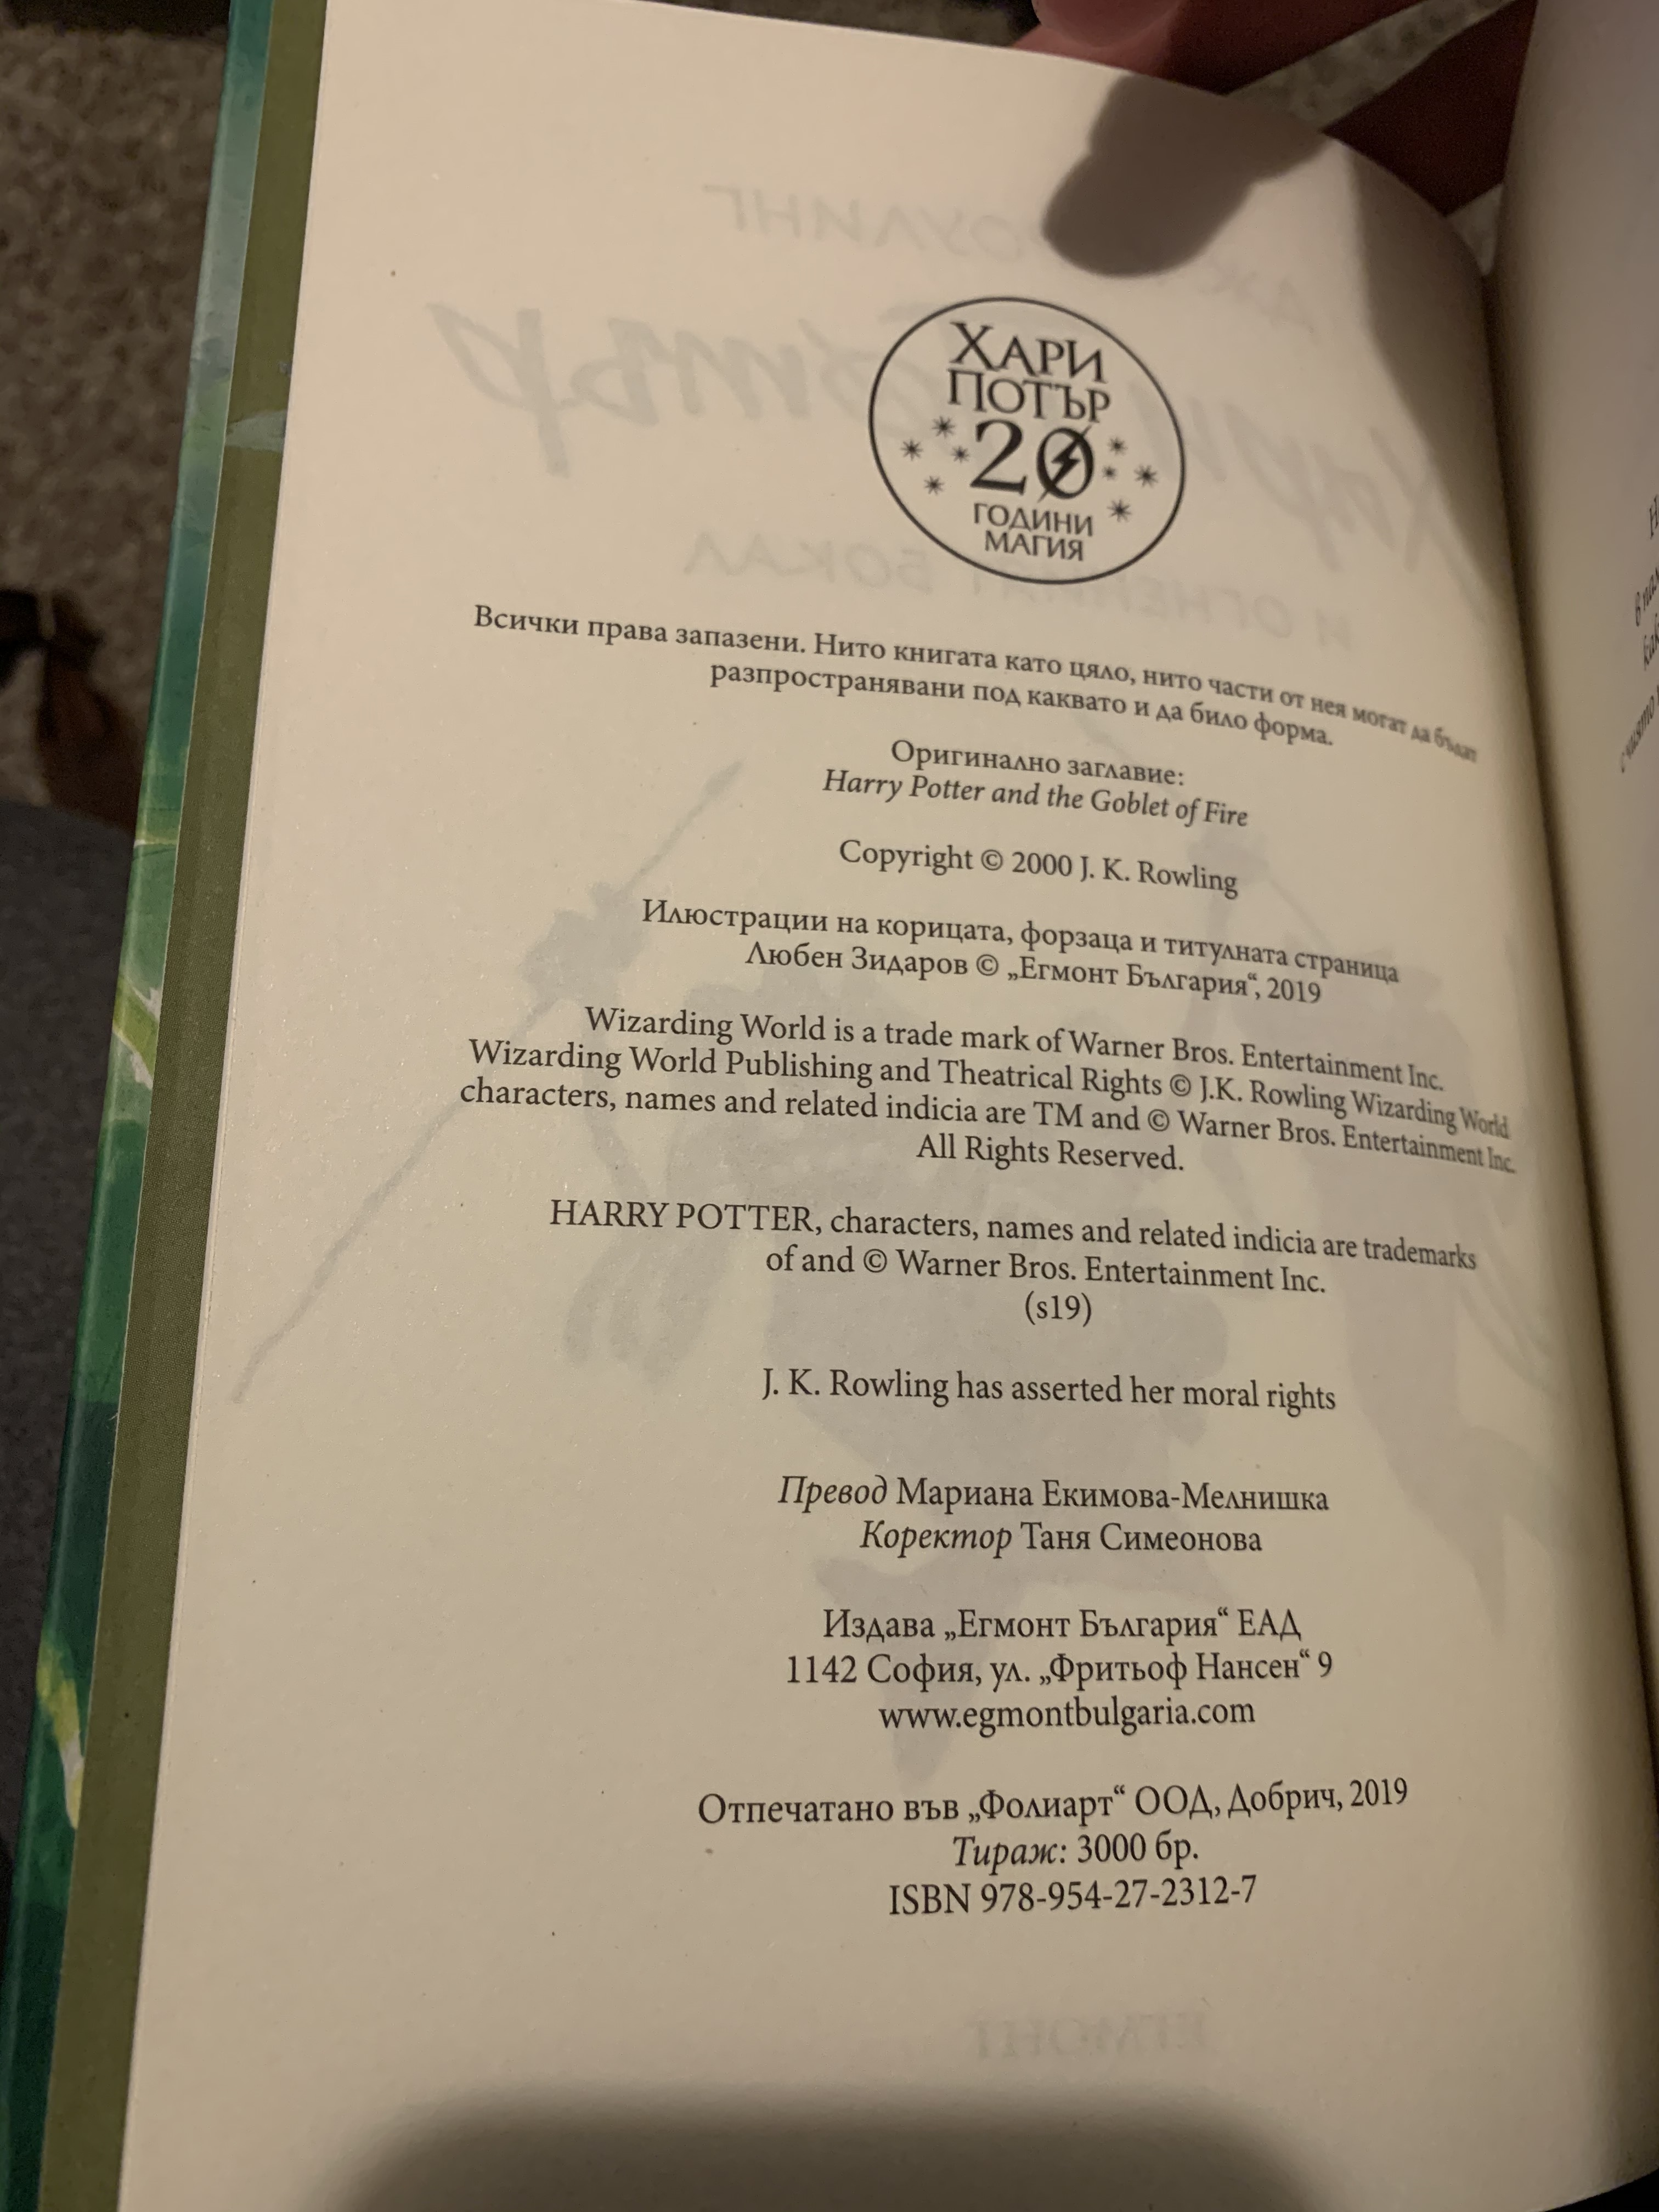 ХАРИ
ПОТЪР
20
ГОДИНИ
МАГИЯ
Всички права запазени. Нито книгата като цяло, нито части от нея могат да бъдат
разпространявани под каквато и да било форма.
Оригинално заглавие:
Harry Potter and the Goblet of Fire
Copyright © 2000 J. K. Rowling
Илюстрации на корицата, форзаца и титулната страница
Любен Зидаров © „Егмонт България“, 2019
Wizarding World is a trade mark of Warner Bros. Entertainment Inc.
Wizarding World Publishing and Theatrical Rights © J.K. Rowling Wizarding World
characters, names and related indicia are TM and © Warner Bros. Entertainment Inc.
All Rights Reserved.
HARRY POTTER, characters, names and related indicia are trademarks
of and © Warner Bros. Entertainment Inc.
(s19)
J. K. Rowling has asserted her moral rights
Превод Мариана Екимова-Мелнишка
Коректор Таня Симеонова
Издава „Егмонт България“ ЕАД
1142 София, ул. „Фритьоф Нансен“ 9
www.egmontbulgaria.com
Отпечатано във „Фолиарт“ ООД, Добрич, 2019
Тираж: 3000 бр.
ISBN 978-954-27-2312-7